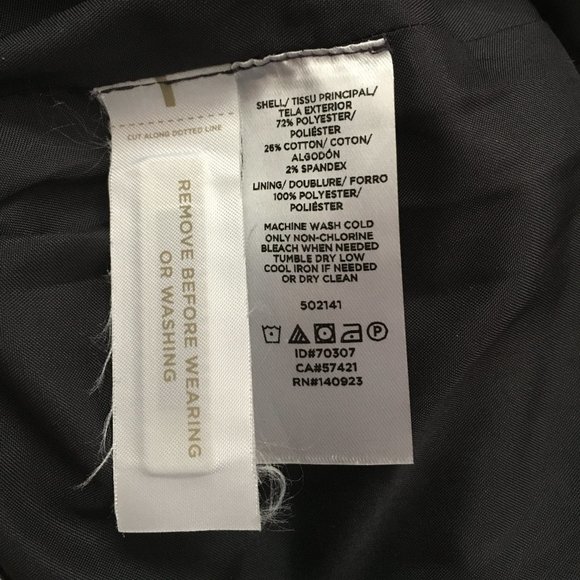 CUT ALONG DOTTED LINE
REMOVE BEFORE WEARING
OR WASHING
SHELL/ TISSU PRINCIPAL/
TELA EXTERIOR
72% POLYESTER/
POLIÉSTER
26% COTTON/ COTON/
ALGODÓN
2% SPANDEX
LINING/ DOUBLURE/ FORRO
100% POLYESTER/
POLIÉSTER
MACHINE WASH COLD
ONLY NON-CHLORINE
BLEACH WHEN NEEDED
TUMBLE DRY LOW
COOL IRON IF NEEDED
OR DRY CLEAN
502141
P
ID#70307
CA#57421
RN#140923